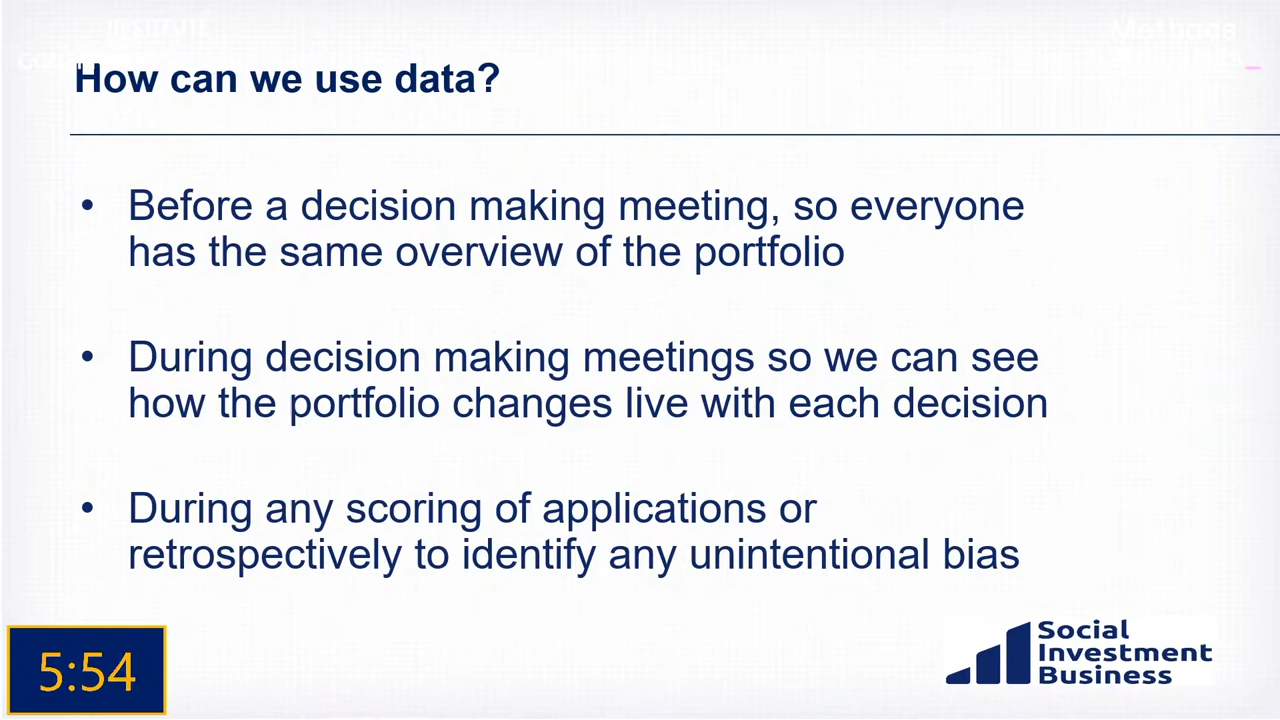 How can we use data?
• Before a decision making meeting, so everyone
has the same overview of the portfolio
• During decision making meetings so we can see
how the portfolio changes live with each decision
• During any scoring of applications or
retrospectively to identify any unintentional bias
5:54
Social
Investment
Business